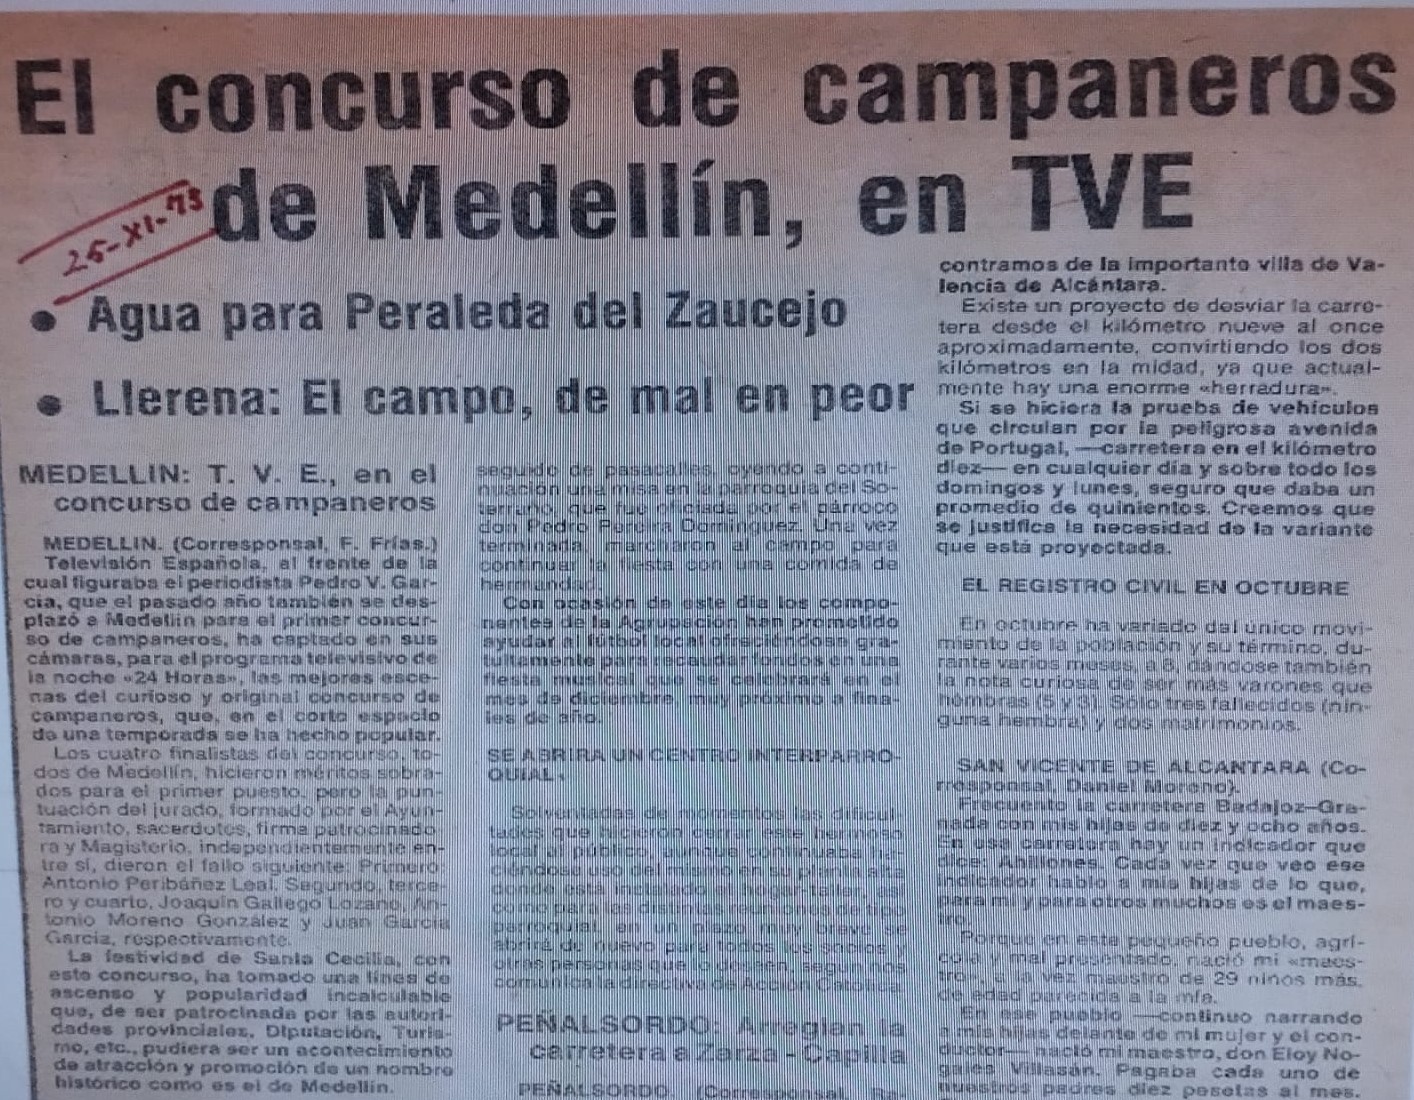 El concurso de campaneros
de Medellín, en TVE
25-XI-73
• Agua para Peraleda del Zaucejo
• Llerena: El campo, de mal en peor
MEDELLIN: T. V. E., en el
concurso de campaneros
MEDELLIN. (Corresponsal, F. Frías.)
Televisión Española, al frente de la
cual figuraba el periodista Pedro V. Gar-
cía, que el pasado año también se des-
plazó a Medellín para el primer concur-
so de campaneros, ha captado en sus
cámaras, para el programa televisivo de
la noche «24 Horas», las mejores esce-
nas del curioso y original concurso de
campaneros, que, en el corto espacio
de una temporada se ha hecho popular.
Los cuatro finalistas del concurso, to-
dos de Medellín, hicieron méritos sobra-
dos para el primer puesto, pero la pun-
tuación del jurado, formado por el Ayun-
tamiento, sacerdotes, firma patrocinado
ra y Magisterio, independientemente en-
tre sí, dieron el fallo siguiente: Primero:
Antonio Peribáñez Leal. Segundo, terce-
ro y cuarto, Joaquín Gallego Lozano, An-
tonio Moreno González y Juan García
García, respectivamente.
La festividad de Santa Cecilia, con
este concurso, ha tomado una línea de
ascenso y popularidad incalculable
que, de ser patrocinada por las autori-
dades provinciales, Diputación, Turis-
mo, etc., pudiera ser un acontecimiento
de atracción y promoción de un nombre
histórico como es el de Medellín.
seguido de pasacalles, oyendo a conti-
nuación una misa en la parroquia del So-
terraño, que fue oficiada por el párroco
don Pedro Pereira Domínguez. Una vez
terminada, marcharon al campo para
continuar la fiesta con una comida de
hermandad.
Con ocasión de este día los compo-
nentes de la Agrupación han prometido
ayudar al fútbol local ofreciéndose gra-
tuitamente para recaudar fondos en una
fiesta musical que se celebrará en el
mes de diciembre, muy próximo a fina-
les de año.
SE ABRIRA UN CENTRO INTERPARRO-
QUIAL
Solventadas de momentos las dificul
tades que hicieron cerrar este hermoso
local al público, aunque continuaba ha-
ciéndose uso del mismo en su planta alta
donde está instalado el hogar-taller, así
como para las distintas reuniones de tipo
parroquial, en un plazo muy breve se
abrirá de nuevo para todos los socios y
otras personas que lo deseen, según nos
comunica la directiva de Acción Católica.
PEÑALSORDO: Arreglan la
carretera a Zarza-Capilla
PEÑALSORDO. (Corresponsal, Ra-
contramos de la importante villa de Va-
lencia de Alcántara.
Existe un proyecto de desviar la carre-
tera desde el kilómetro nueve al once
aproximadamente, convirtiendo los dos
kilómetros en la midad, ya que actual-
mente hay una enorme «herradura».
Si se hiciera la prueba de vehículos
que circulan por la peligrosa avenida
de Portugal, —carretera en el kilómetro
diez— en cualquier día y sobre todo los
domingos y lunes, seguro que daba un
promedio de quinientos. Creemos que
se justifica la necesidad de la variante
que está proyectada.
EL REGISTRO CIVIL EN OCTUBRE
En octubre ha variado dal único movi-
miento de la población y su término, du-
rante varios meses, a 8, dándose también
la nota curiosa de ser más varones que
hembras (5 y 3). Sólo tres fallecidos (nin-
guna hembra) y dos matrimonios.
SAN VICENTE DE ALCANTARA (Co-
rresponsal, Daniel Moreno).
Frecuento la carretera Badajoz-Gra-
nada con mis hijas de diez y ocho años.
En esa carretera hay un indicador que
dice: Ahillones. Cada vez que veo ese
indicador hablo a mis hijas de lo que,
para mí y para otros muchos es el maes-
tro.
Porque en este pequeño pueblo, agrí-
cola y mal presentado, nació mi «maes-
tro», a la vez maestro de 29 niños más,
de edad parecida a la mía.
En ese pueblo —continuo narrando
a mis hijas delante de mi mujer y el con-
ductor— nació mi maestro, don Eloy No-
gales Villasán. Pagaba cada uno de
nuestros padres diez pesetas al mes.